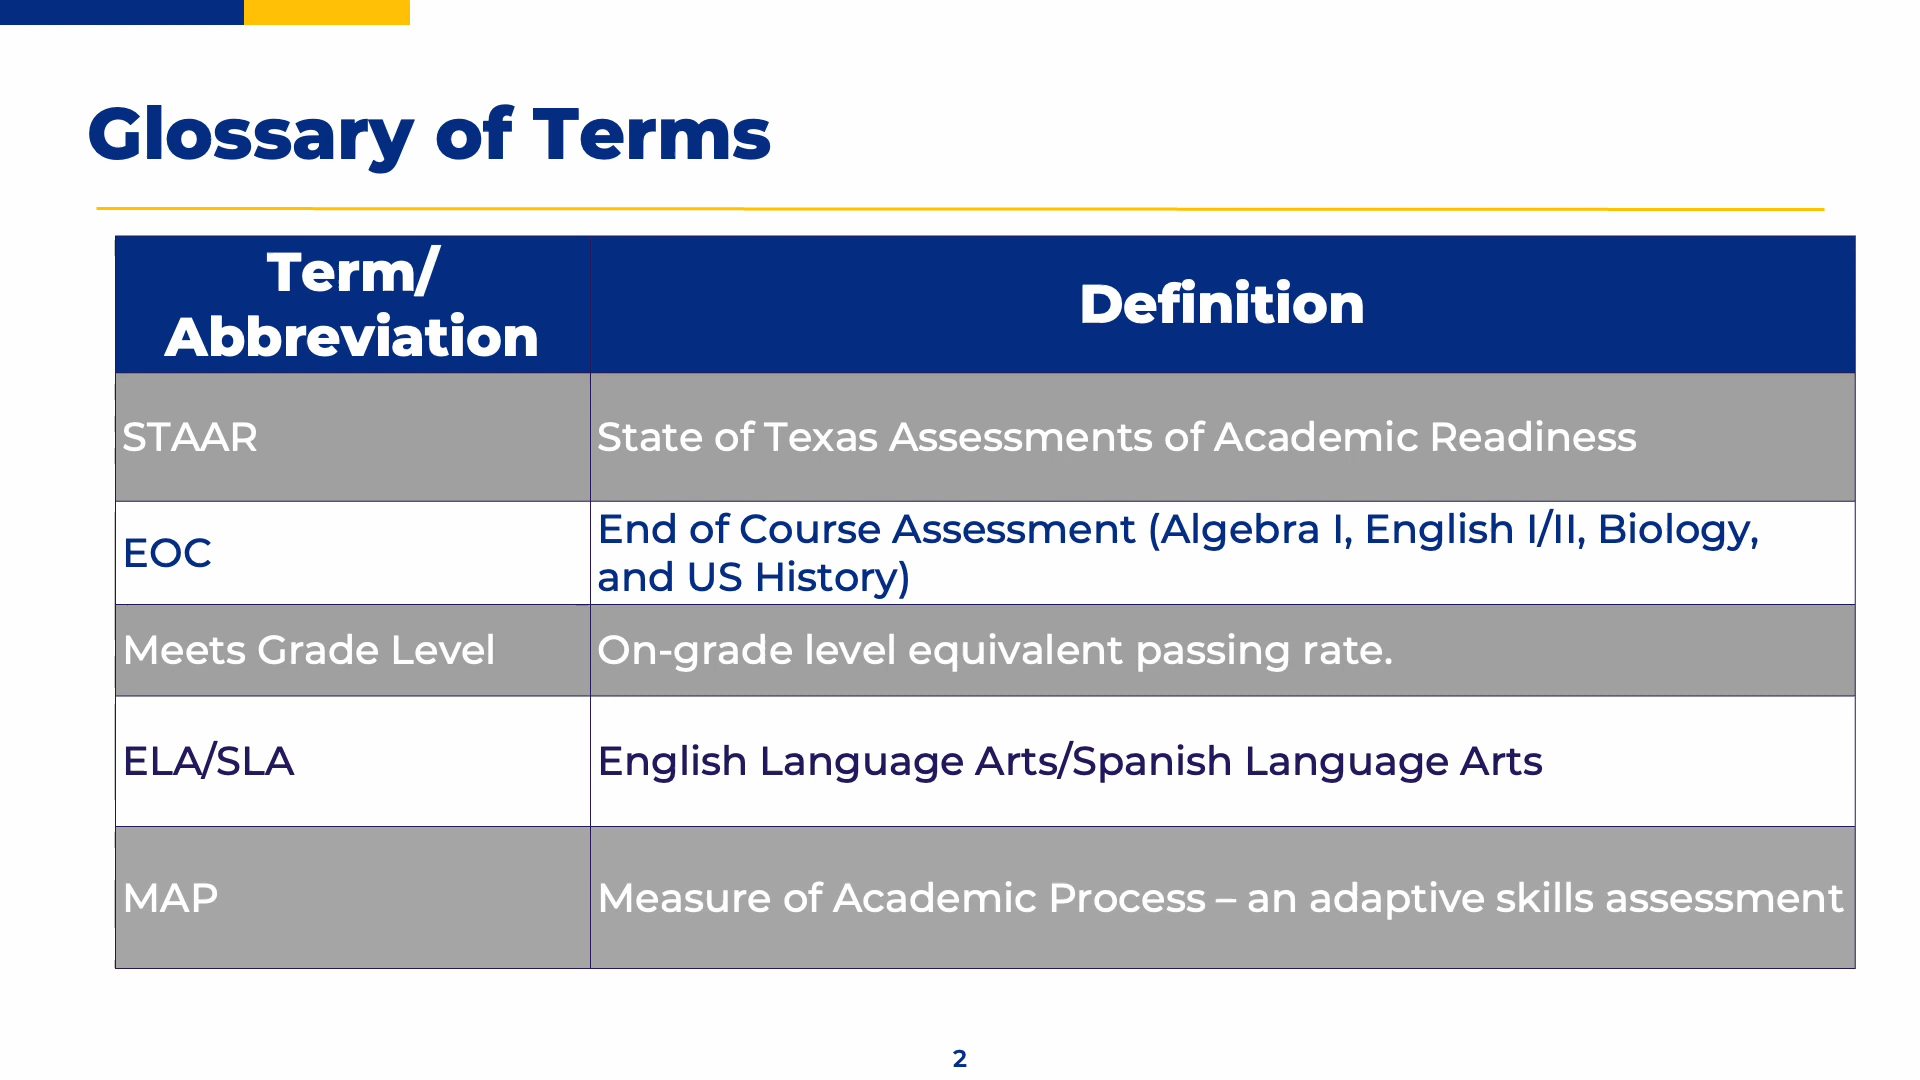 Glossary of Terms
Term/
Abbreviation
Definition
STAAR
State of Texas Assessments of Academic Readiness
EOC
End of Course Assessment (Algebra I, English I/II, Biology,
and US History)
Meets Grade Level
On-grade level equivalent passing rate.
ELA/SLA
English Language Arts/Spanish Language Arts
MAP
Measure of Academic Process – an adaptive skills assessment
2